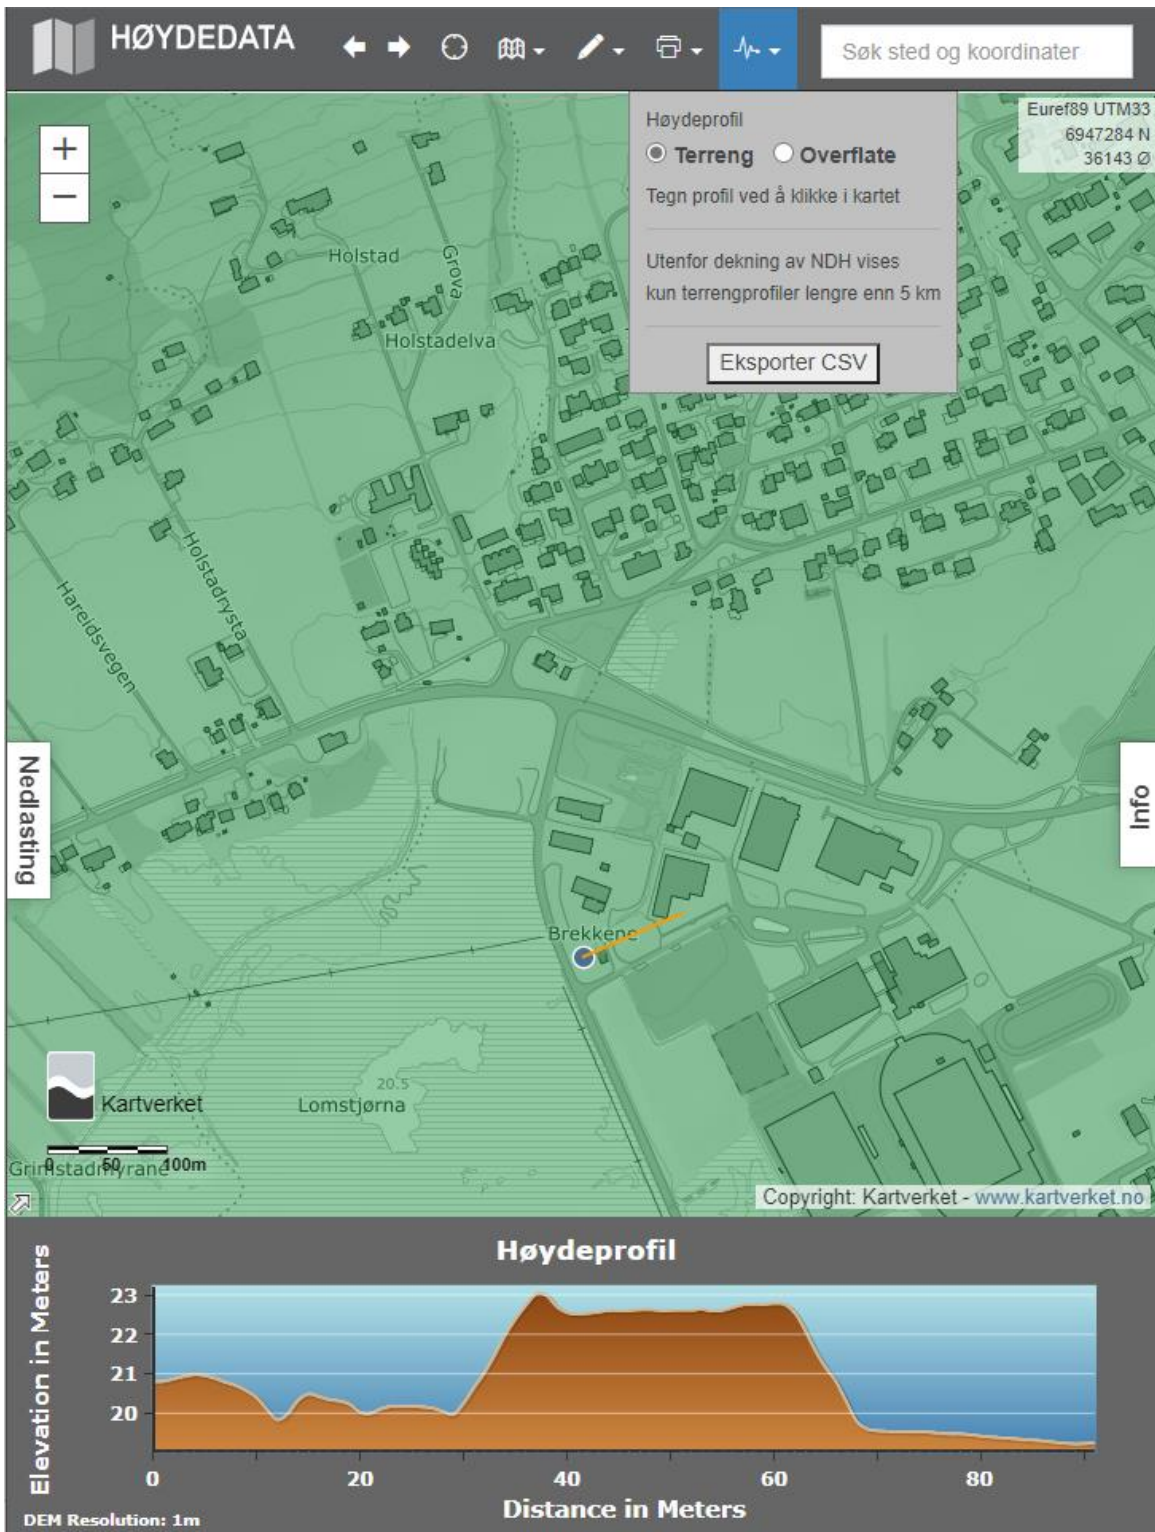 HØYDEDATA
Søk sted og koordinater
Høydeprofil
Terreng Overflate
Tegn profil ved å klikke i kartet
Utenfor dekning av NDH vises
kun terrengprofiler lengre enn 5 km
Eksporter CSV
Euref89 UTM33
6947284 N
36143 Ø
+
−
Holstad
Grova
Holstadelva
Holstadrysta
Hareidsvegen
Nedlasting
Info
Brekkene
20.5
Lomstjørna
Kartverket
0 50 100m
Grimstadmyrane
Copyright: Kartverket - www.kartverket.no
Høydeprofil
Elevation in Meters
23
22
21
20
0 20 40 60 80
Distance in Meters
DEM Resolution: 1m